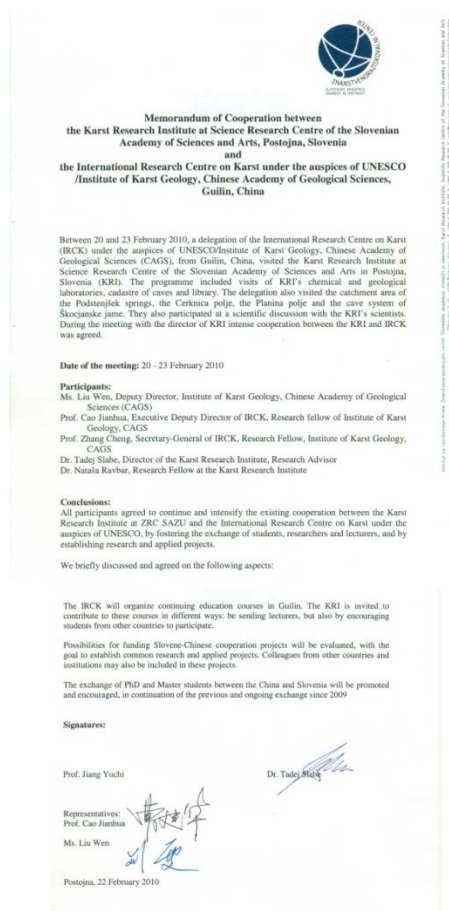 ZNANSTVENORAZISKOVALNI CENTER
Memorandum of Cooperation between
the Karst Research Institute at Science Research Centre of the Slovenian
Academy of Sciences and Arts, Postojna, Slovenia
and
the International Research Centre on Karst under the auspices of UNESCO
/Institute of Karst Geology, Chinese Academy of Geological Sciences,
Guilin, China
Between 20 and 23 February 2010, a delegation of the International Research Centre on Karst
(IRCK) under the auspices of UNESCO/Institute of Karst Geology, Chinese Academy of
Geological Sciences (CAGS), from Guilin, China, visited the Karst Research Institute at
Science Research Centre of the Slovenian Academy of Sciences and Arts in Postojna,
Slovenia (KRI). The programme included visits of KRI's chemical and geological
laboratories, cadastre of caves and library. The delegation also visited the catchment area of
the Podstenjšek springs, the Cerknica polje, the Planina polje and the cave system of
Škocjanske jame. They also participated at a scientific discussion with the KRI's scientists.
During the meeting with the director of KRI intense cooperation between the KRI and IRCK
was agreed.
Date of the meeting: 20 - 23 February 2010
Participants:
Ms. Liu Wen, Deputy Director, Institute of Karst Geology, Chinese Academy of Geological
Sciences (CAGS)
Prof. Cao Jianhua, Executive Deputy Director of IRCK, Research fellow of Institute of Karst
Geology, CAGS
Prof. Zhang Cheng, Secretary-General of IRCK, Research Fellow, Institute of Karst Geology,
CAGS
Dr. Tadej Slabe, Director of the Karst Research Institute, Research Advisor
Dr. Nataša Ravbar, Research Fellow at the Karst Research Institute
Conclusions:
All participants agreed to continue and intensify the existing cooperation between the Karst
Research Institute at ZRC SAZU and the International Research Centre on Karst under the
auspices of UNESCO, by fostering the exchange of students, researchers and lecturers, and by
establishing research and applied projects.
We briefly discussed and agreed on the following aspects:
The IRCK will organize continuing education courses in Guilin. The KRI is invited to
contribute to these courses in different ways: be sending lecturers, but also by encouraging
students from other countries to participate.
Possibilities for funding Slovene-Chinese cooperation projects will be evaluated, with the
goal to establish common research and applied projects. Colleagues from other countries and
institutions may also be included in these projects.
The exchange of PhD and Master students between the China and Slovenia will be promoted
and encouraged, in continuation of the previous and ongoing exchange since 2009
Signatures:
Prof. Jiang Yuchi
Dr. Tadej Slabe
Representatives:
Prof. Cao Jianhua
Ms. Liu Wen
Postojna, 22 February 2010